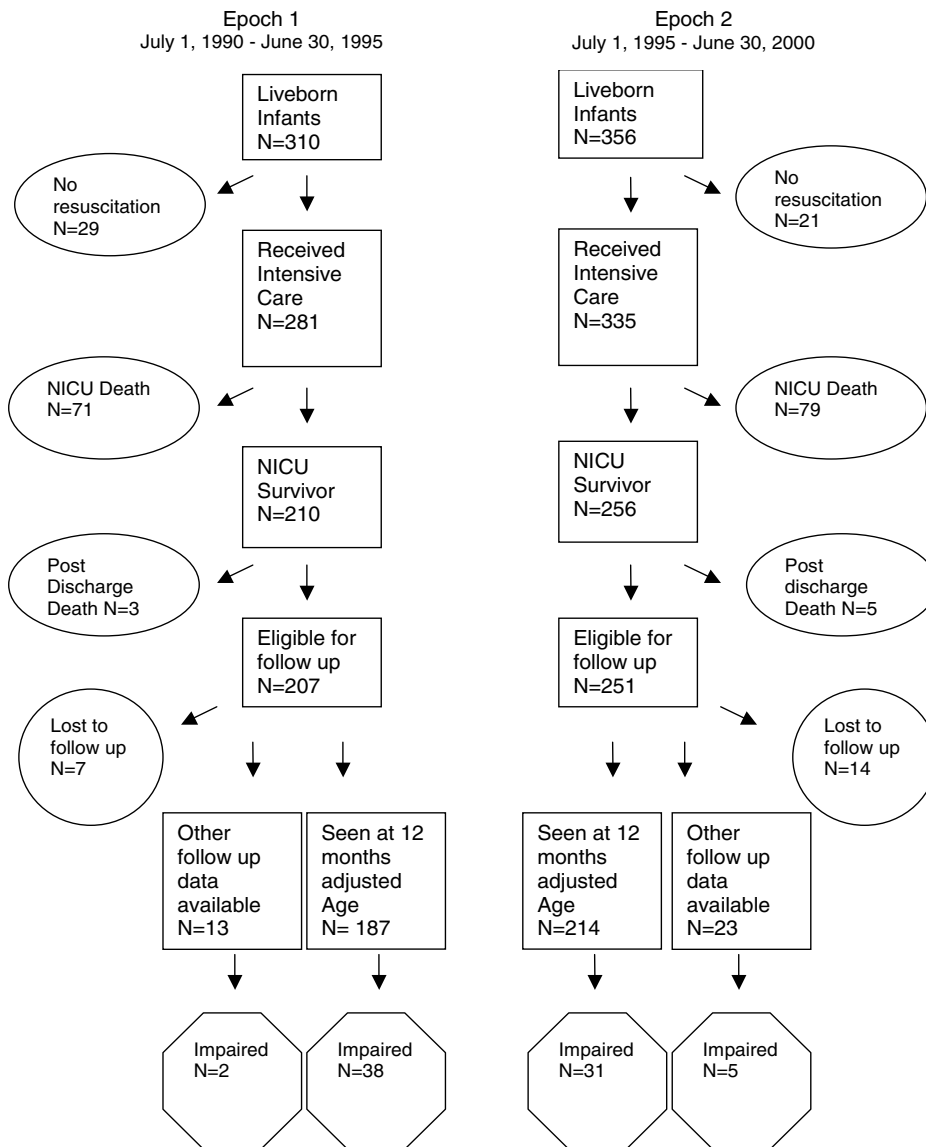 Epoch 1
July 1, 1990 - June 30, 1995
Liveborn
Infants
N=310
No
resuscitation
N=29
Received
Intensive
Care
N=281
NICU Death
N=71
NICU
Survivor
N=210
Post
Discharge
Death N=3
Eligible for
follow up
N=207
Lost to
follow up
N=7
Other
follow up
data
available
N=13
Seen at 12
months
adjusted
Age
N= 187
Impaired
N=2
Impaired
N=38
Epoch 2
July 1, 1995 - June 30, 2000
Liveborn
Infants
N=356
No
resuscitation
N=21
Received
Intensive
Care
N=335
NICU Death
N=79
NICU
Survivor
N=256
Post
discharge
Death N=5
Eligible for
follow up
N=251
Lost to
follow up
N=14
Seen at 12
months
adjusted
Age
N=214
Other
follow up
data
available
N=23
Impaired
N=31
Impaired
N=5